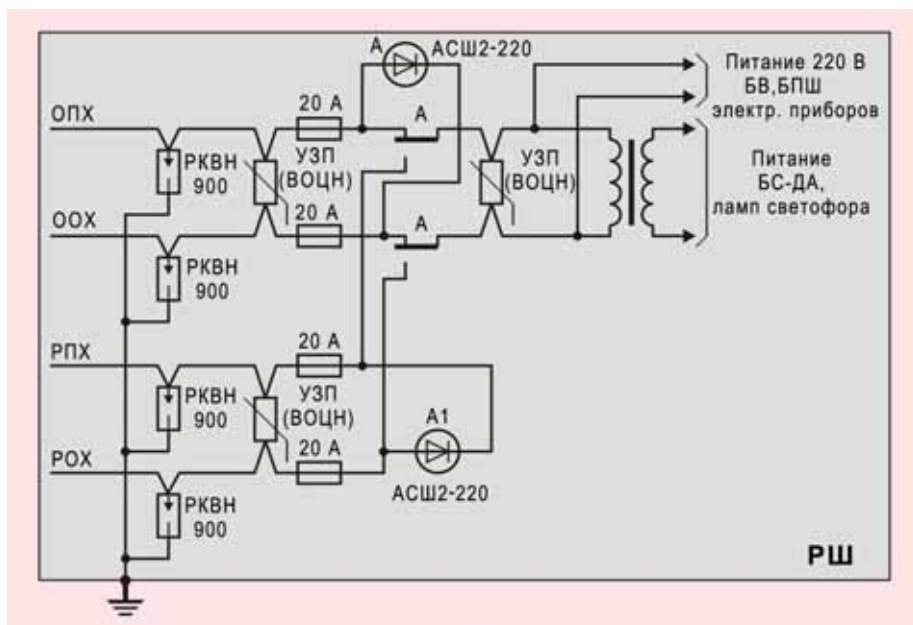 А АСШ2-220
Питание 220 В
БВ,БПШ
электр. приборов
20 А
А
ОПХ
РКВН
900
УЗП
(ВОЦН)
УЗП
(ВОЦН)
Питание
БС-ДА,
ламп светофора
20 А
А
ООХ
РКВН
900
20 А
РПХ
РКВН
900
УЗП
(ВОЦН)
А1
20 А
РОХ
АСШ2-220
РКВН
900
РШ